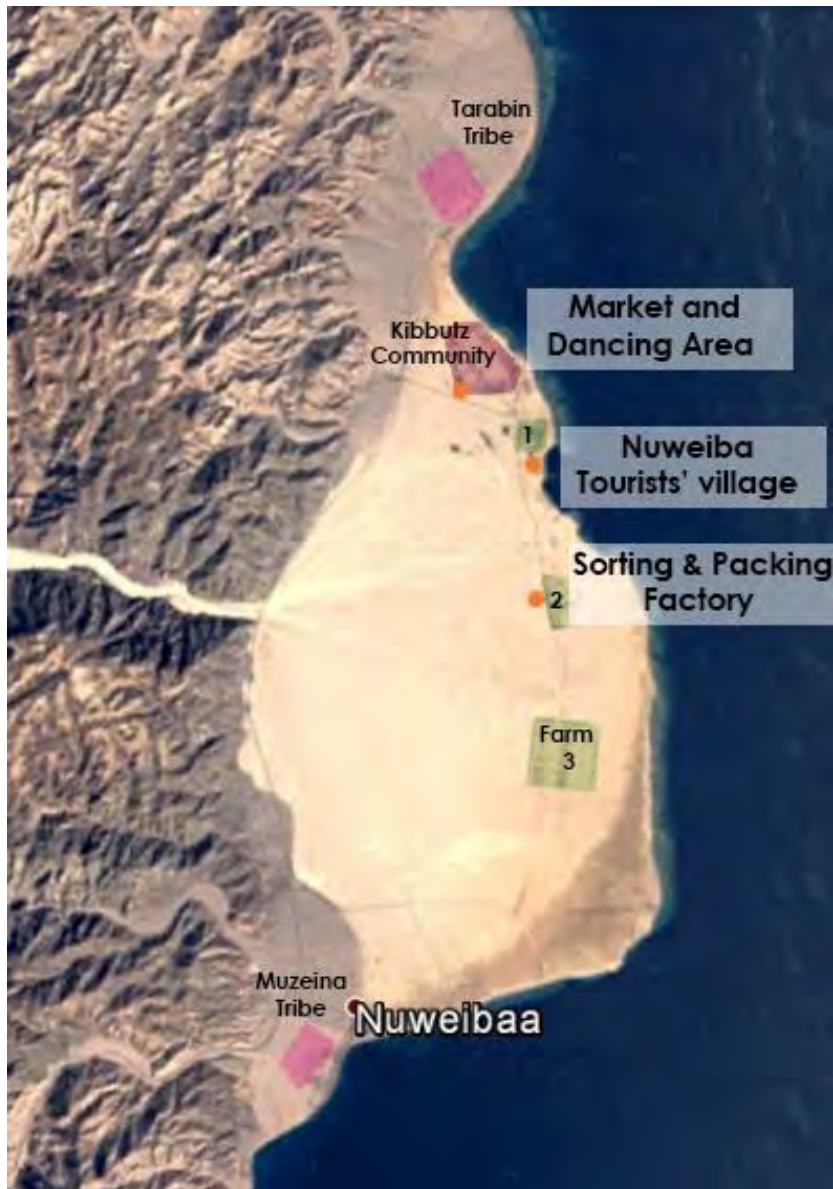 Tarabin
Tribe
Market and
Dancing Area
Kibbutz
Community
1
Nuweiba
Tourists' village
Sorting & Packing
Factory
2
Farm
3
Muzeina
Tribe
Nuweibaa